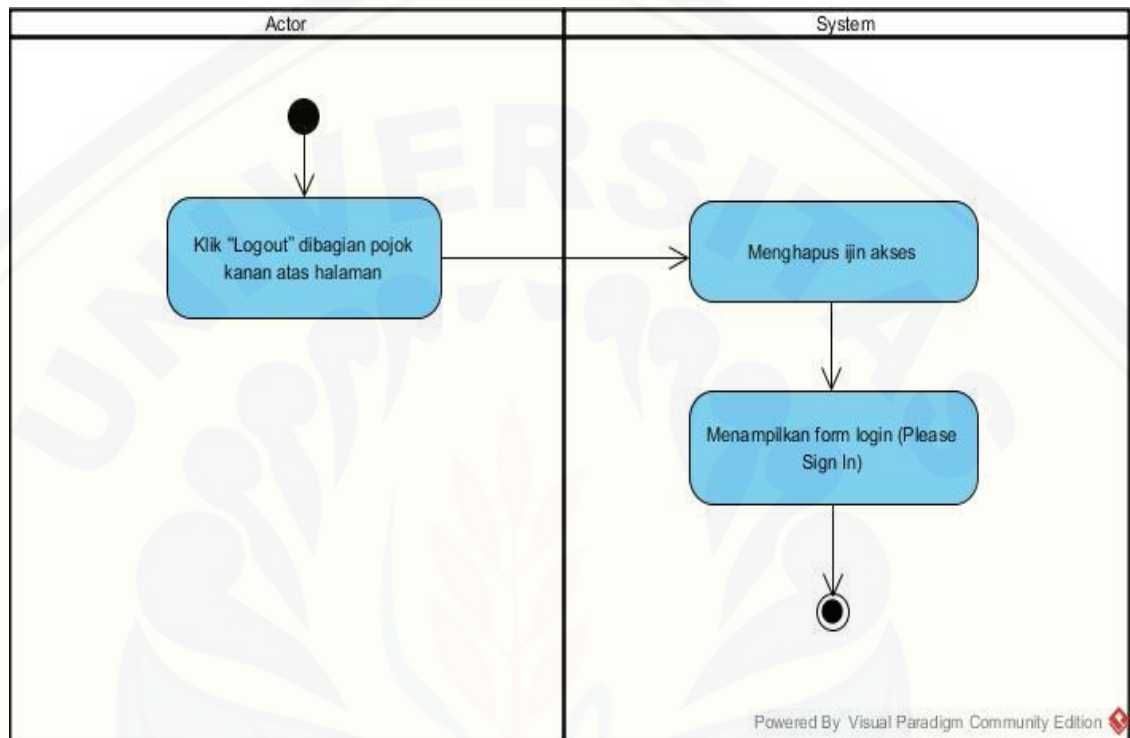 Actor
System
Klik "Logout" dibagian pojok
kanan atas halaman
Menghapus ijin akses
Menampilkan form login (Please
Sign In)
UNIVERSITAS
Powered By Visual Paradigm Community Edition